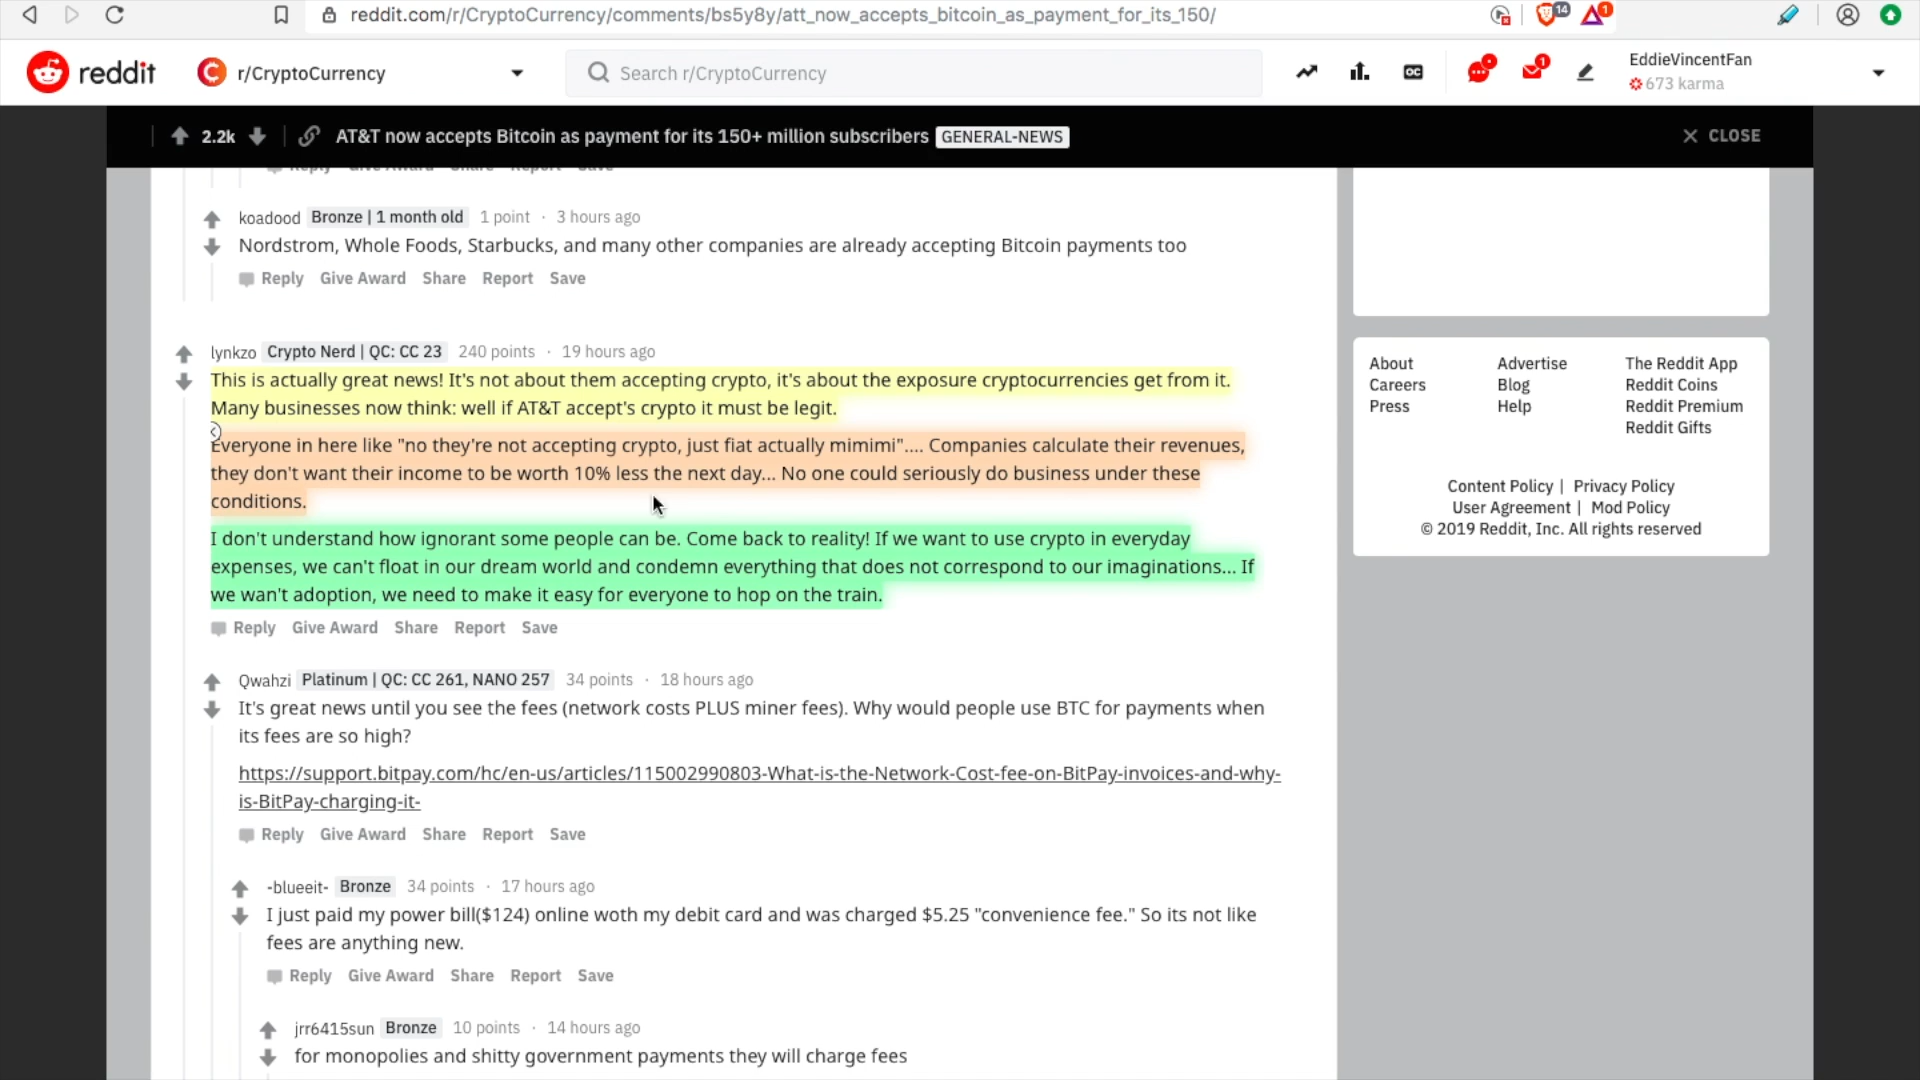 reddit.com/r/CryptoCurrency/comments/bs5y8y/att_now_accepts_bitcoin_as_payment_for_its_150/
14
1
reddit
r/CryptoCurrency
Search r/CryptoCurrency
1
EddieVincentFan
673 karma
2.2k
AT&T now accepts Bitcoin as payment for its 150+ million subscribers GENERAL-NEWS
CLOSE
Reply Give Award Share Report Save
koadood Bronze | 1 month old 1 point · 3 hours ago
Nordstrom, Whole Foods, Starbucks, and many other companies are already accepting Bitcoin payments too
Reply Give Award Share Report Save
lynkzo Crypto Nerd | QC: CC 23 240 points · 19 hours ago
This is actually great news! It's not about them accepting crypto, it's about the exposure cryptocurrencies get from it.
Many businesses now think: well if AT&T accept's crypto it must be legit.
Everyone in here like "no they're not accepting crypto, just fiat actually mimimi".... Companies calculate their revenues,
they don't want their income to be worth 10% less the next day... No one could seriously do business under these
conditions.
I don't understand how ignorant some people can be. Come back to reality! If we want to use crypto in everyday
expenses, we can't float in our dream world and condemn everything that does not correspond to our imaginations... If
we wan't adoption, we need to make it easy for everyone to hop on the train.
Reply Give Award Share Report Save
Qwahzi Platinum | QC: CC 261, NANO 257 34 points · 18 hours ago
It's great news until you see the fees (network costs PLUS miner fees). Why would people use BTC for payments when
its fees are so high?
https://support.bitpay.com/hc/en-us/articles/115002990803-What-is-the-Network-Cost-fee-on-BitPay-invoices-and-why-
is-BitPay-charging-it-
Reply Give Award Share Report Save
-blueeit- Bronze 34 points · 17 hours ago
I just paid my power bill($124) online woth my debit card and was charged $5.25 "convenience fee." So its not like
fees are anything new.
Reply Give Award Share Report Save
jrr6415sun Bronze 10 points · 14 hours ago
for monopolies and shitty government payments they will charge fees
About Advertise The Reddit App
Careers Blog Reddit Coins
Press Help Reddit Premium
Reddit Gifts
Content Policy | Privacy Policy
User Agreement | Mod Policy
© 2019 Reddit, Inc. All rights reserved